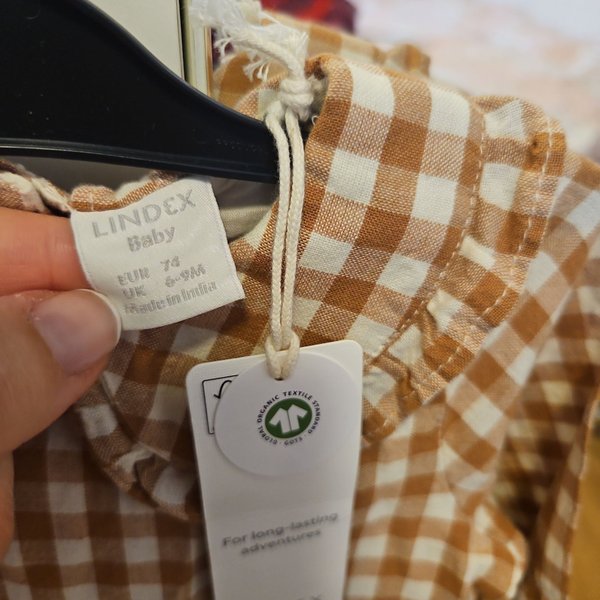 LINDEX
Baby
EUR 74
UK 6-9M
Made in India
GLOBAL ORGANIC TEXTILE STANDARD
GOTS
For long-lasting
adventures